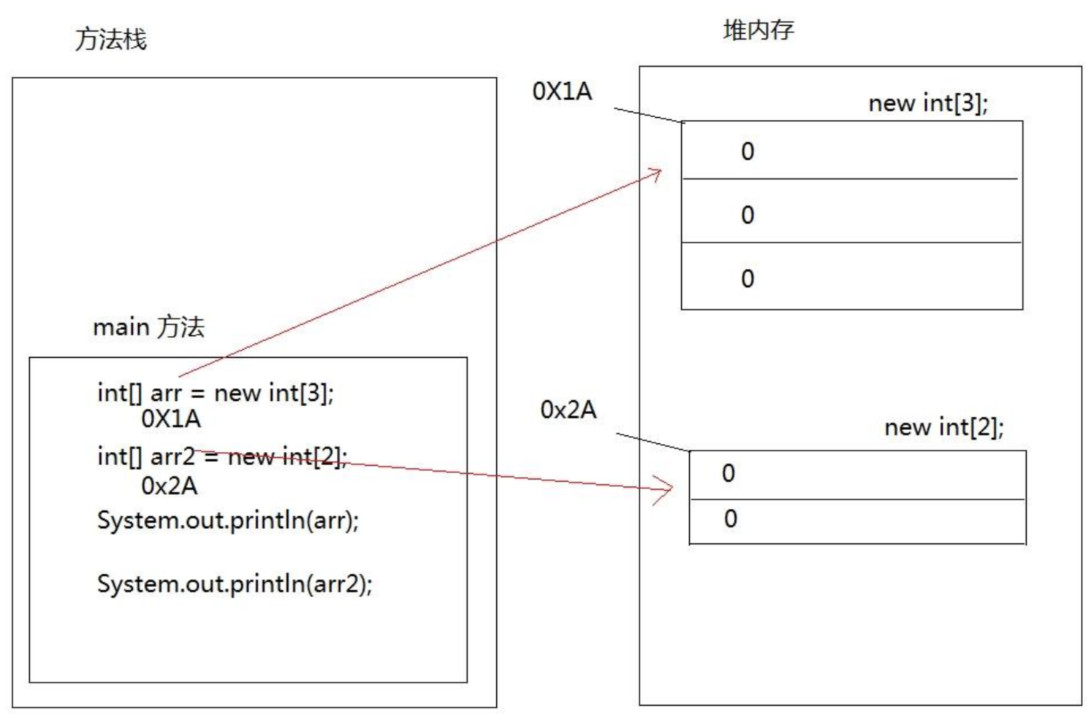 方法栈
main 方法
int[] arr = new int[3];
0X1A
int[] arr2 = new int[2];
0x2A
System.out.println(arr);
System.out.println(arr2);
堆内存
0X1A
new int[3];
0
0
0
0x2A
new int[2];
0
0